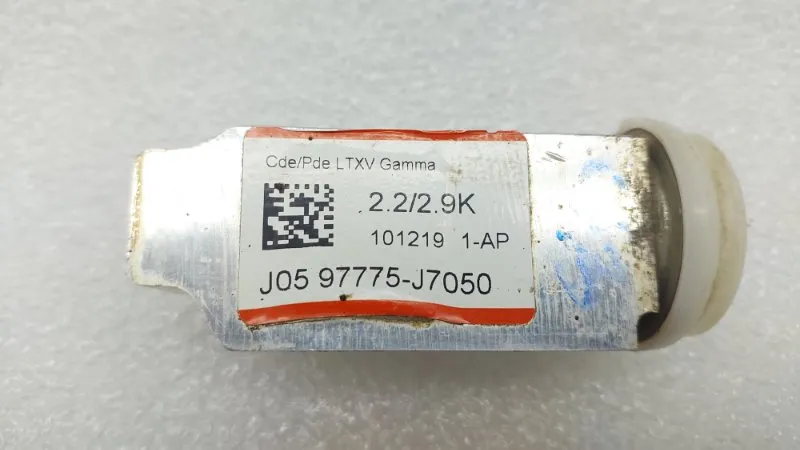 Cde/Pde LTXV Gamma
2.2/2.9K
101219 1-AP
J05 97775-J7050